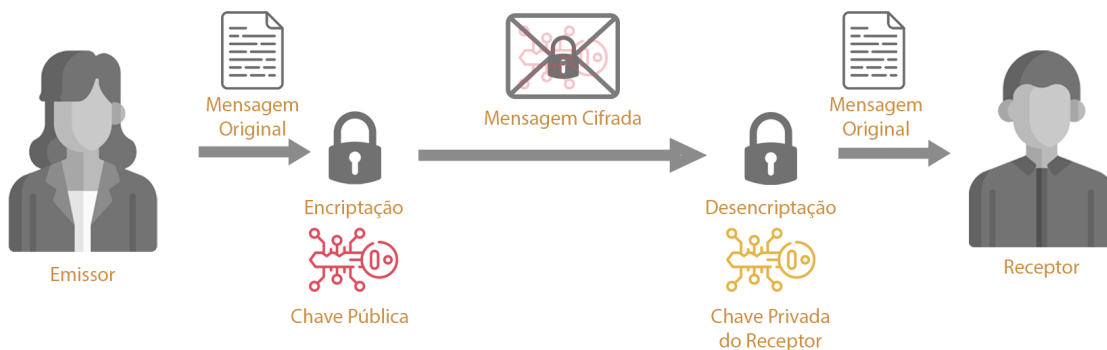 Mensagem
Original
Mensagem Cifrada
Mensagem
Original
Encriptação
Desencriptação
Emissor
Receptor
Chave Pública
Chave Privada
do Receptor